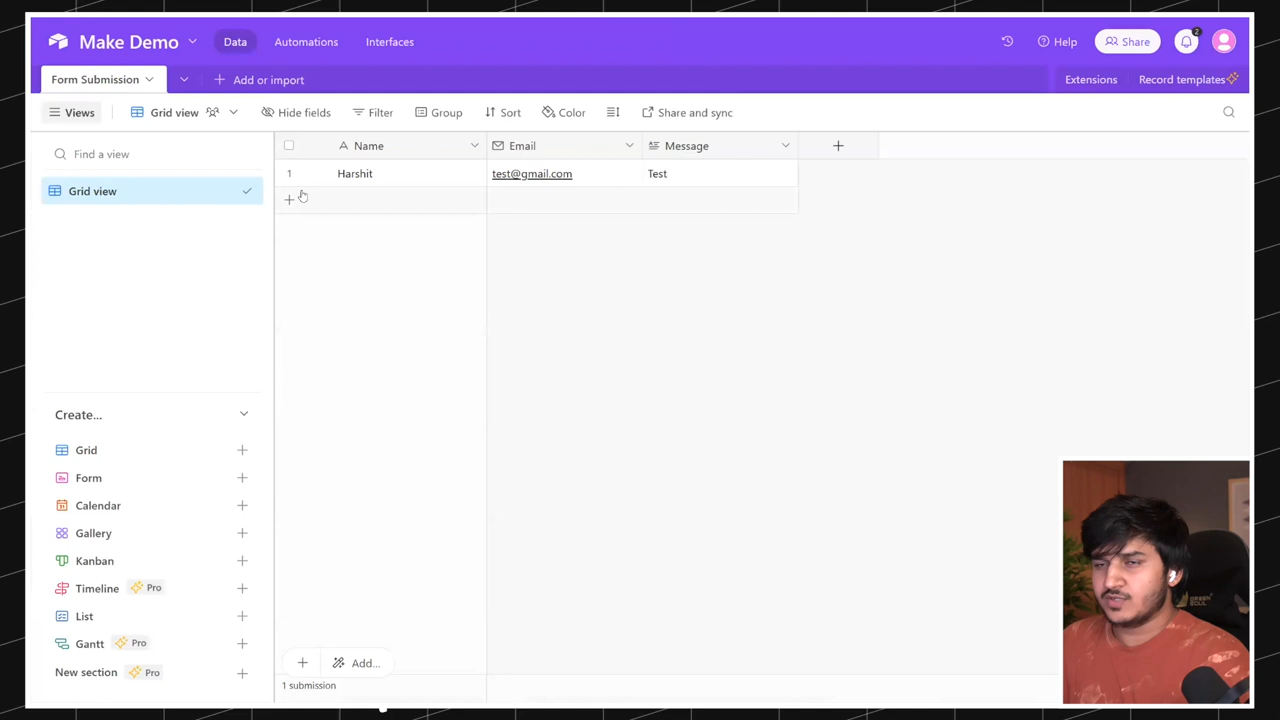 Make Demo Data Automations Interfaces Help Share 2
Form Submission Add or import Extensions Record templates
Views Grid view Hide fields Filter Group Sort Color Share and sync
Find a view
Name Email Message
Grid view
1 Harshit test@gmail.com Test
Create...
Grid
Form
Calendar
Gallery
Kanban
Timeline Pro
List
Gantt Pro
New section Pro
Add...
1 submission
GREEN SOUL